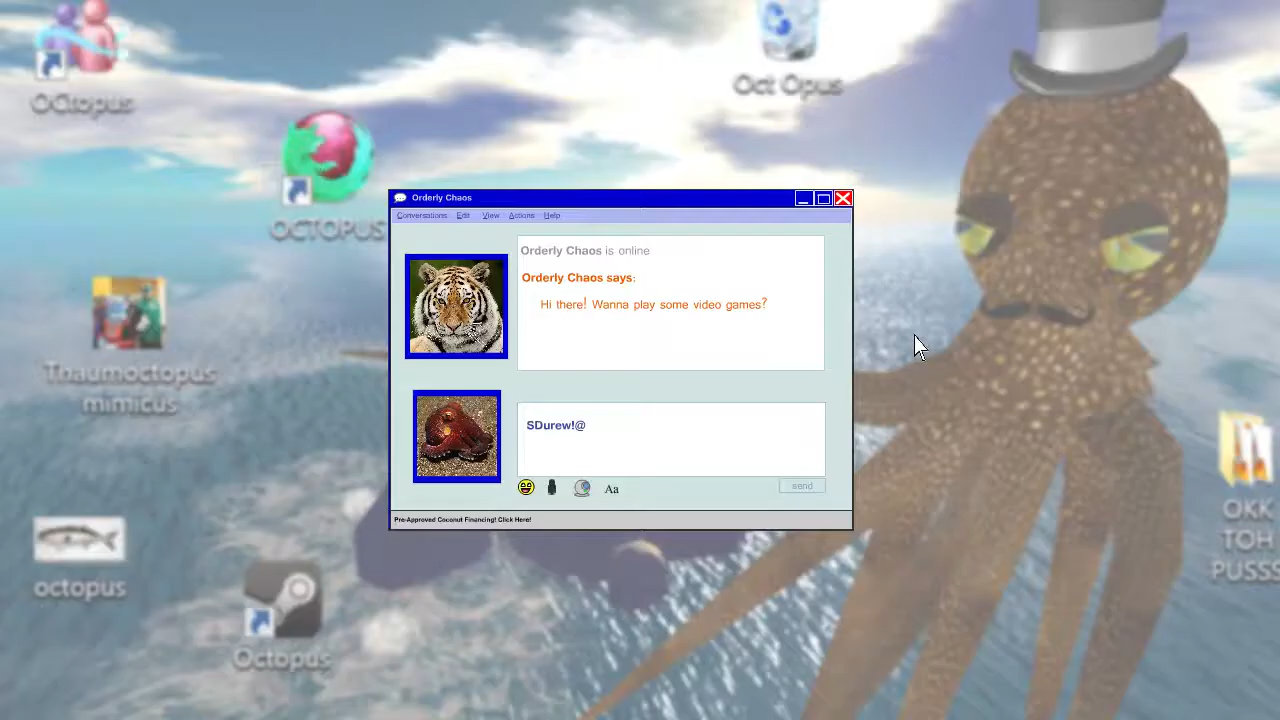 OCtopus
Oct Opus
OCTOPUS
Orderly Chaos
Conversations Edit View Actions Help
Orderly Chaos is online
Orderly Chaos says:
Hi there! Wanna play some video games?
Thaumoctopus
mimicus
SDurew!@
Aa
send
Pre-Approved Coconut Financing! Click Here!
octopus
Octopus
OKK
TOH
PUSSS